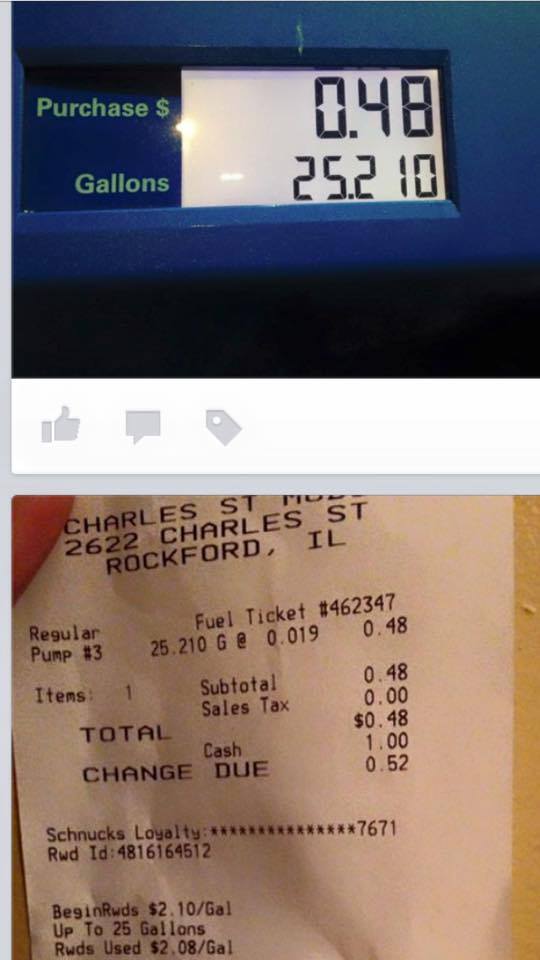 Purchase $ 0.48
Gallons 25.210
CHARLES ST
2622 CHARLES ST
ROCKFORD, IL
Fuel Ticket #462347
Regular
Pump #3 25.210 G @ 0.019 0.48
Items: 1 Subtotal 0.48
Sales Tax 0.00
TOTAL $0.48
Cash 1.00
CHANGE DUE 0.52
Schnucks Loyalty:***************7671
Rwd Id:4816164512
BeginRwds $2.10/Gal
Up To 25 Gallons
Rwds Used $2.08/Gal